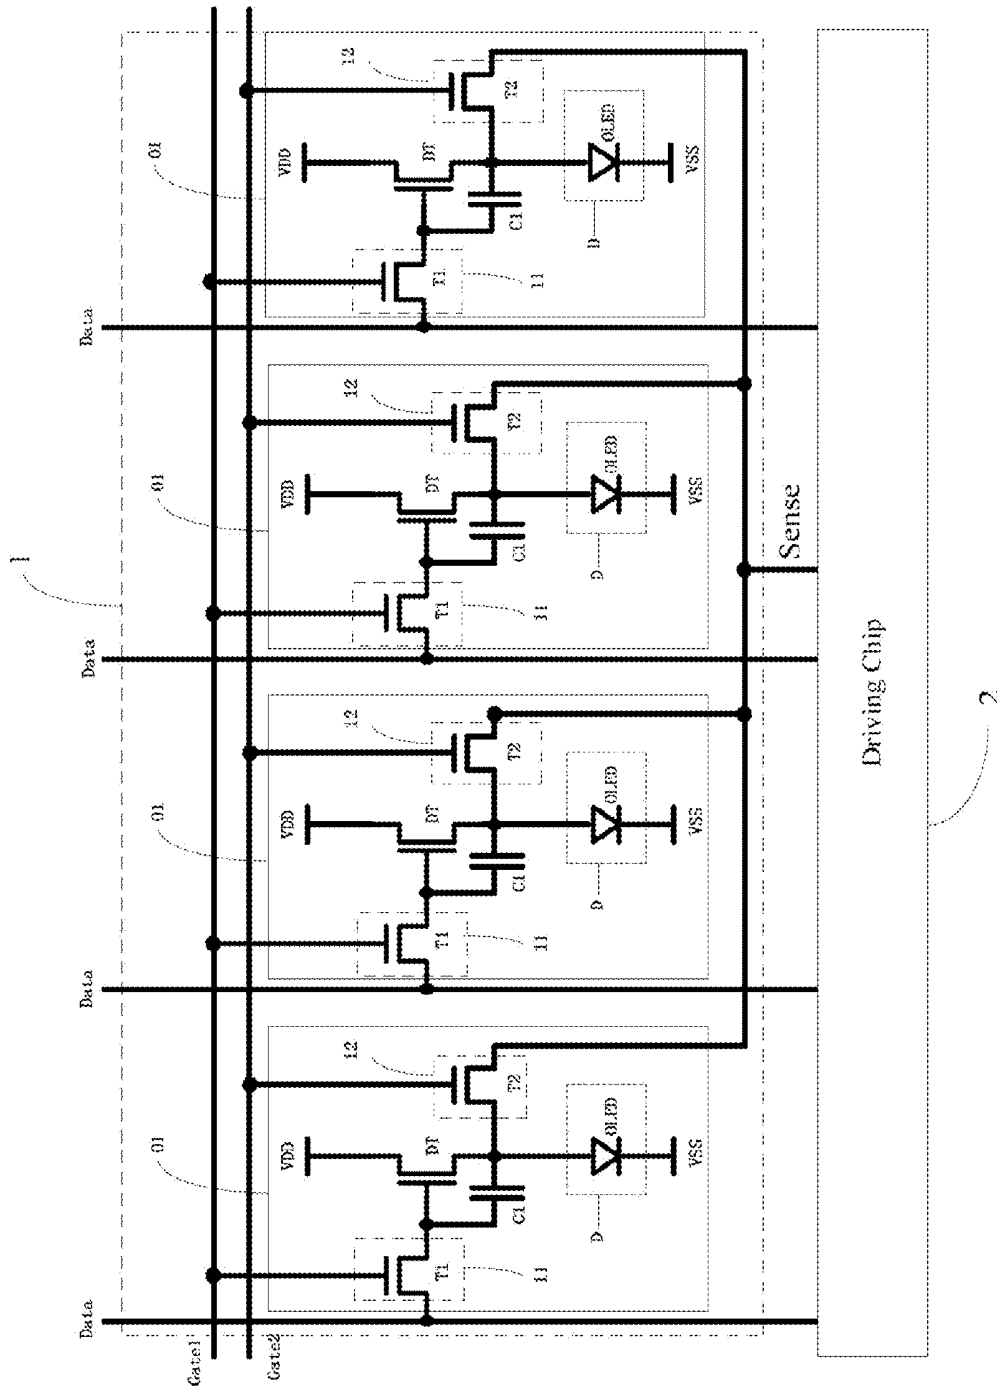 1
Data
Data
Data
Data
01
01
01
01
Gate1
Gate2
VDD
VDD
VDD
VDD
12
12
12
12
DT
DT
DT
DT
T1
T1
T1
T1
T2
T2
T2
T2
C1
C1
C1
C1
11
11
11
11
D
OLED
D
OLED
D
OLED
D
OLED
VSS
VSS
VSS
VSS
Sense
Driving Chip
2